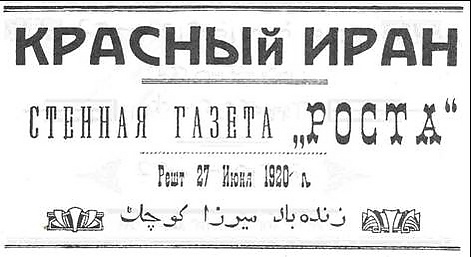 КРАСНЫЙ ИРАН
СТЕННАЯ ГАЗЕТА „РОСТА“
Решт 27 Июня 1920 г.
زنده باد میرزا کوچک